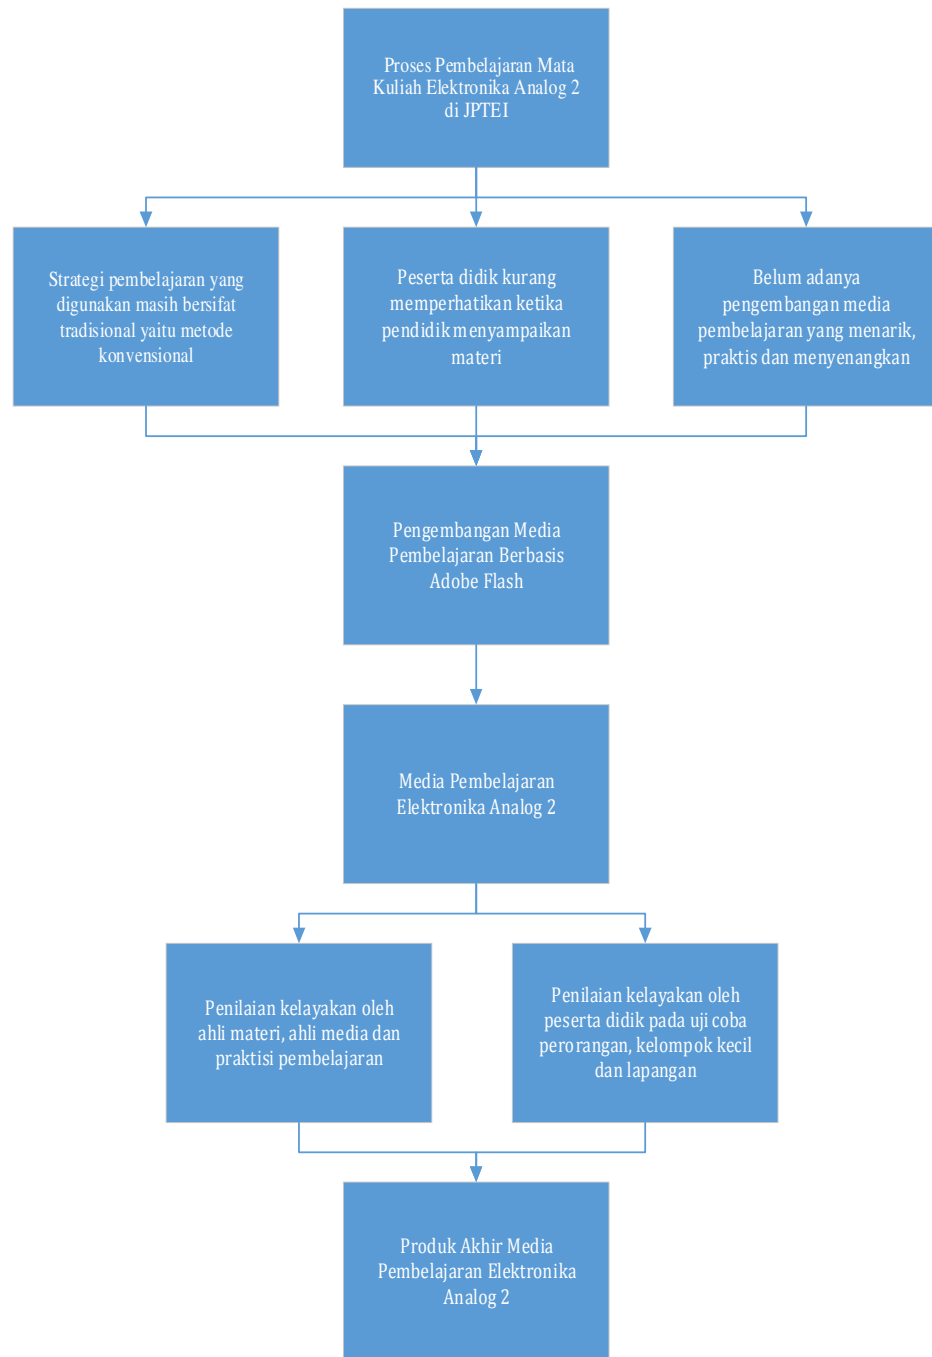 Proses Pembelajaran Mata
Kuliah Elektronika Analog 2
di JPTEI
Strategi pembelajaran yang
digunakan masih bersifat
tradisional yaitu metode
konvensional
Peserta didik kurang
memperhatikan ketika
pendidik menyampaikan
materi
Belum adanya
pengembangan media
pembelajaran yang menarik,
praktis dan menyenangkan
Pengembangan Media
Pembelajaran Berbasis
Adobe Flash
Media Pembelajaran
Elektronika Analog 2
Penilaian kelayakan oleh
ahli materi, ahli media dan
praktisi pembelajaran
Penilaian kelayakan oleh
peserta didik pada uji coba
perorangan, kelompok kecil
dan lapangan
Produk Akhir Media
Pembelajaran Elektronika
Analog 2